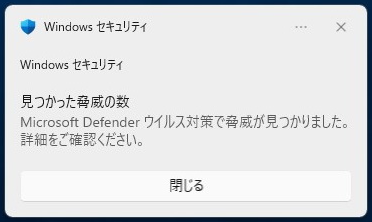 Windows セキュリティ
Windows セキュリティ
見つかった脅威の数
Microsoft Defender ウイルス対策で脅威が見つかりました。
詳細をご確認ください。
閉じる